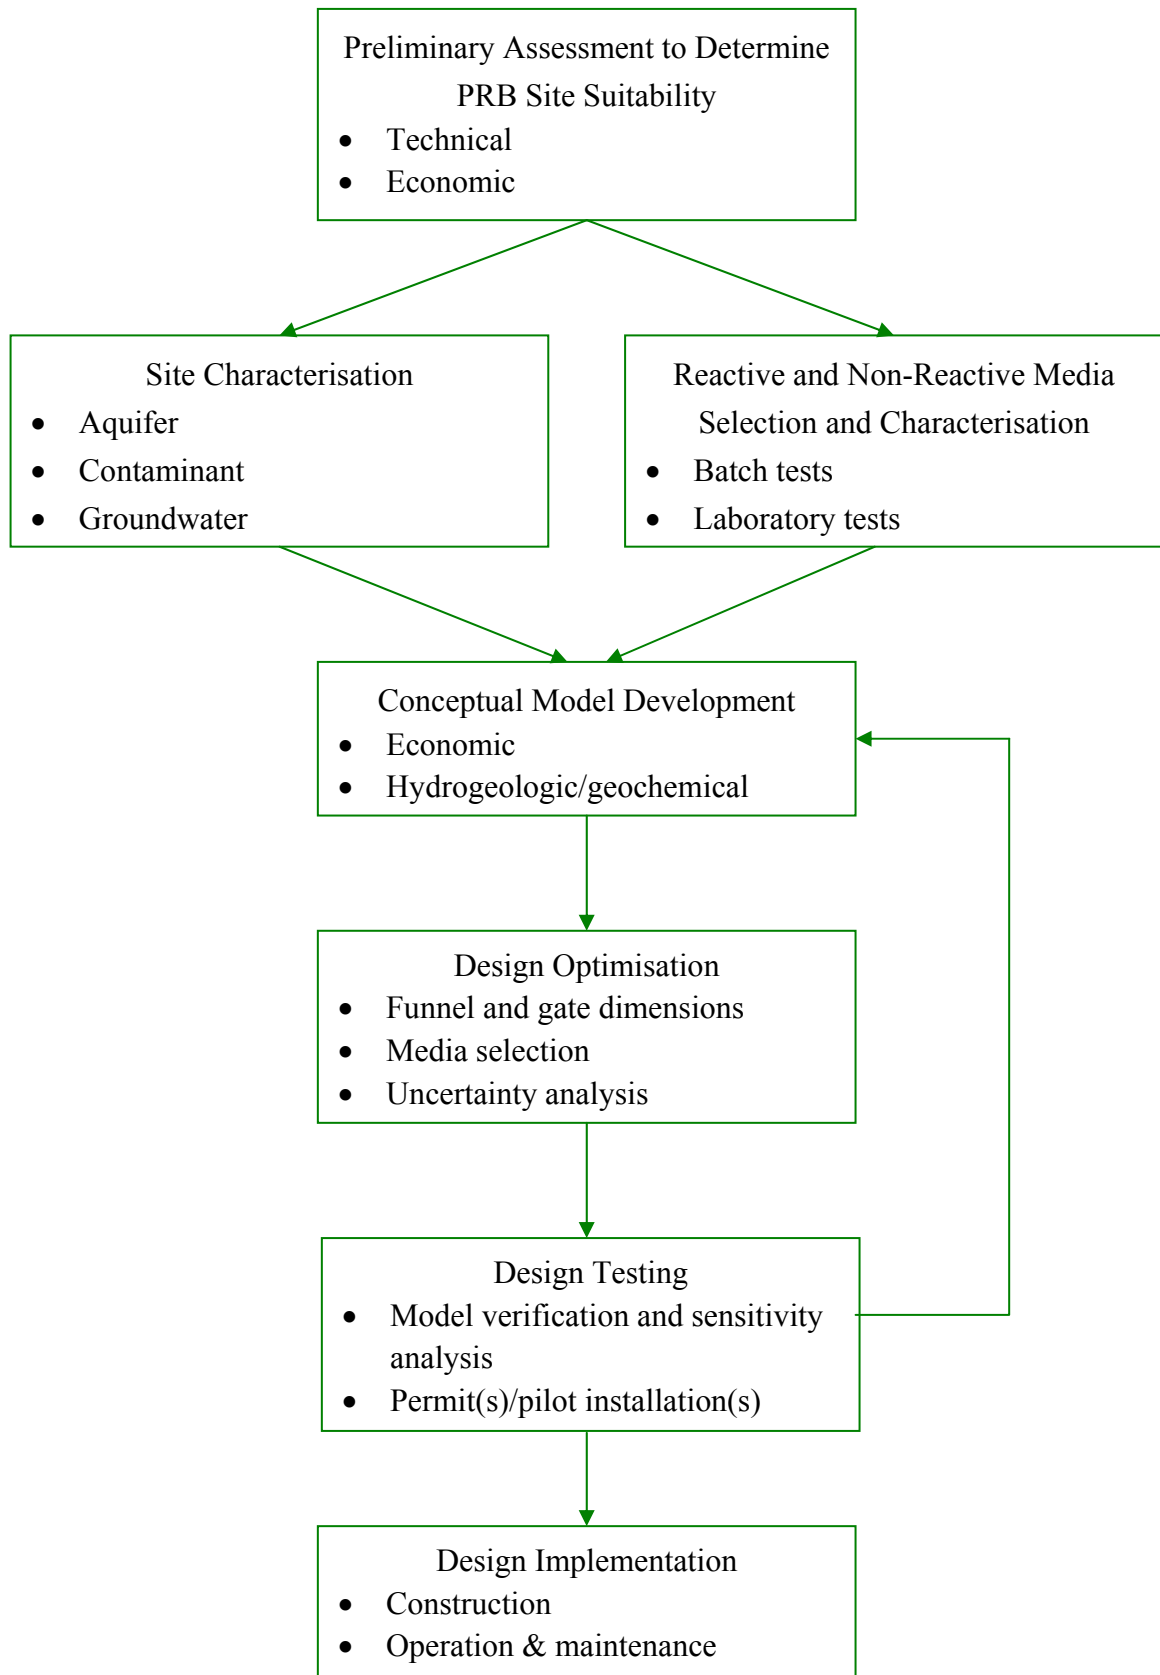 Preliminary Assessment to Determine
PRB Site Suitability
• Technical
• Economic
Site Characterisation
• Aquifer
• Contaminant
• Groundwater
Reactive and Non-Reactive Media
Selection and Characterisation
• Batch tests
• Laboratory tests
Conceptual Model Development
• Economic
• Hydrogeologic/geochemical
Design Optimisation
• Funnel and gate dimensions
• Media selection
• Uncertainty analysis
Design Testing
• Model verification and sensitivity
analysis
• Permit(s)/pilot installation(s)
Design Implementation
• Construction
• Operation & maintenance